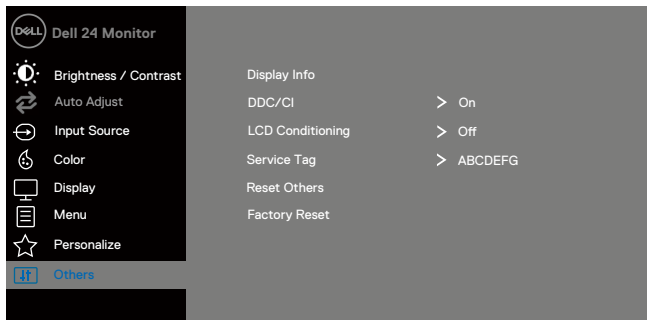 DELL Dell 24 Monitor
Brightness / Contrast Display Info
Auto Adjust DDC/CI > On
Input Source LCD Conditioning > Off
Color Service Tag > ABCDEFG
Display Reset Others
Menu Factory Reset
Personalize
Others